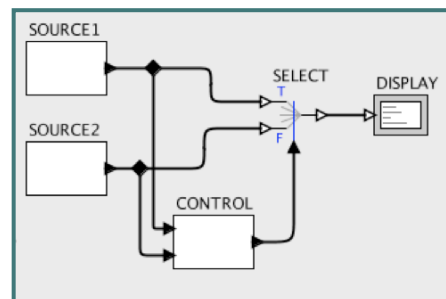 SOURCE1
SELECT
T
DISPLAY
SOURCE2
F
CONTROL